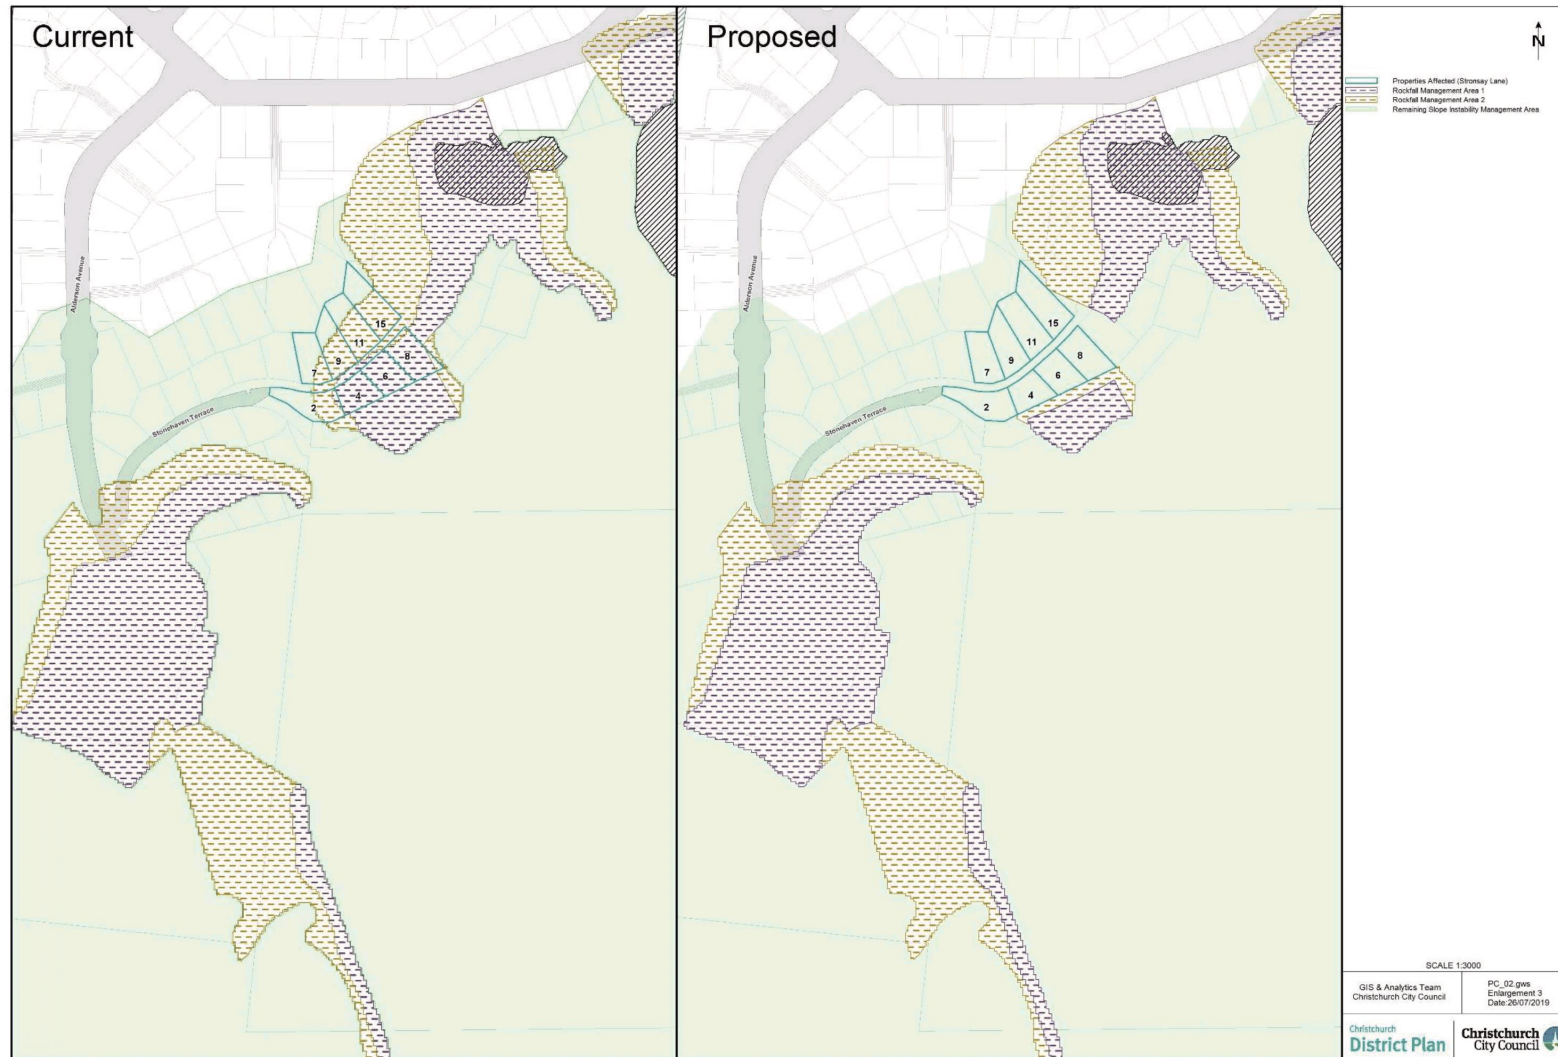 Current
Alderson Avenue
Stonehaven Terrace
15
11
8
9
6
7
4
2
Proposed
Alderson Avenue
Stonehaven Terrace
15
11
8
9
6
7
4
2
N
Properties Affected (Stronsay Lane)
Rockfall Management Area 1
Rockfall Management Area 2
Remaining Slope Instability Management Area
SCALE 1:3000
GIS & Analytics Team
Christchurch City Council
PC_02.gws
Enlargement 3
Date:26/07/2019
Christchurch
District Plan
Christchurch
City Council